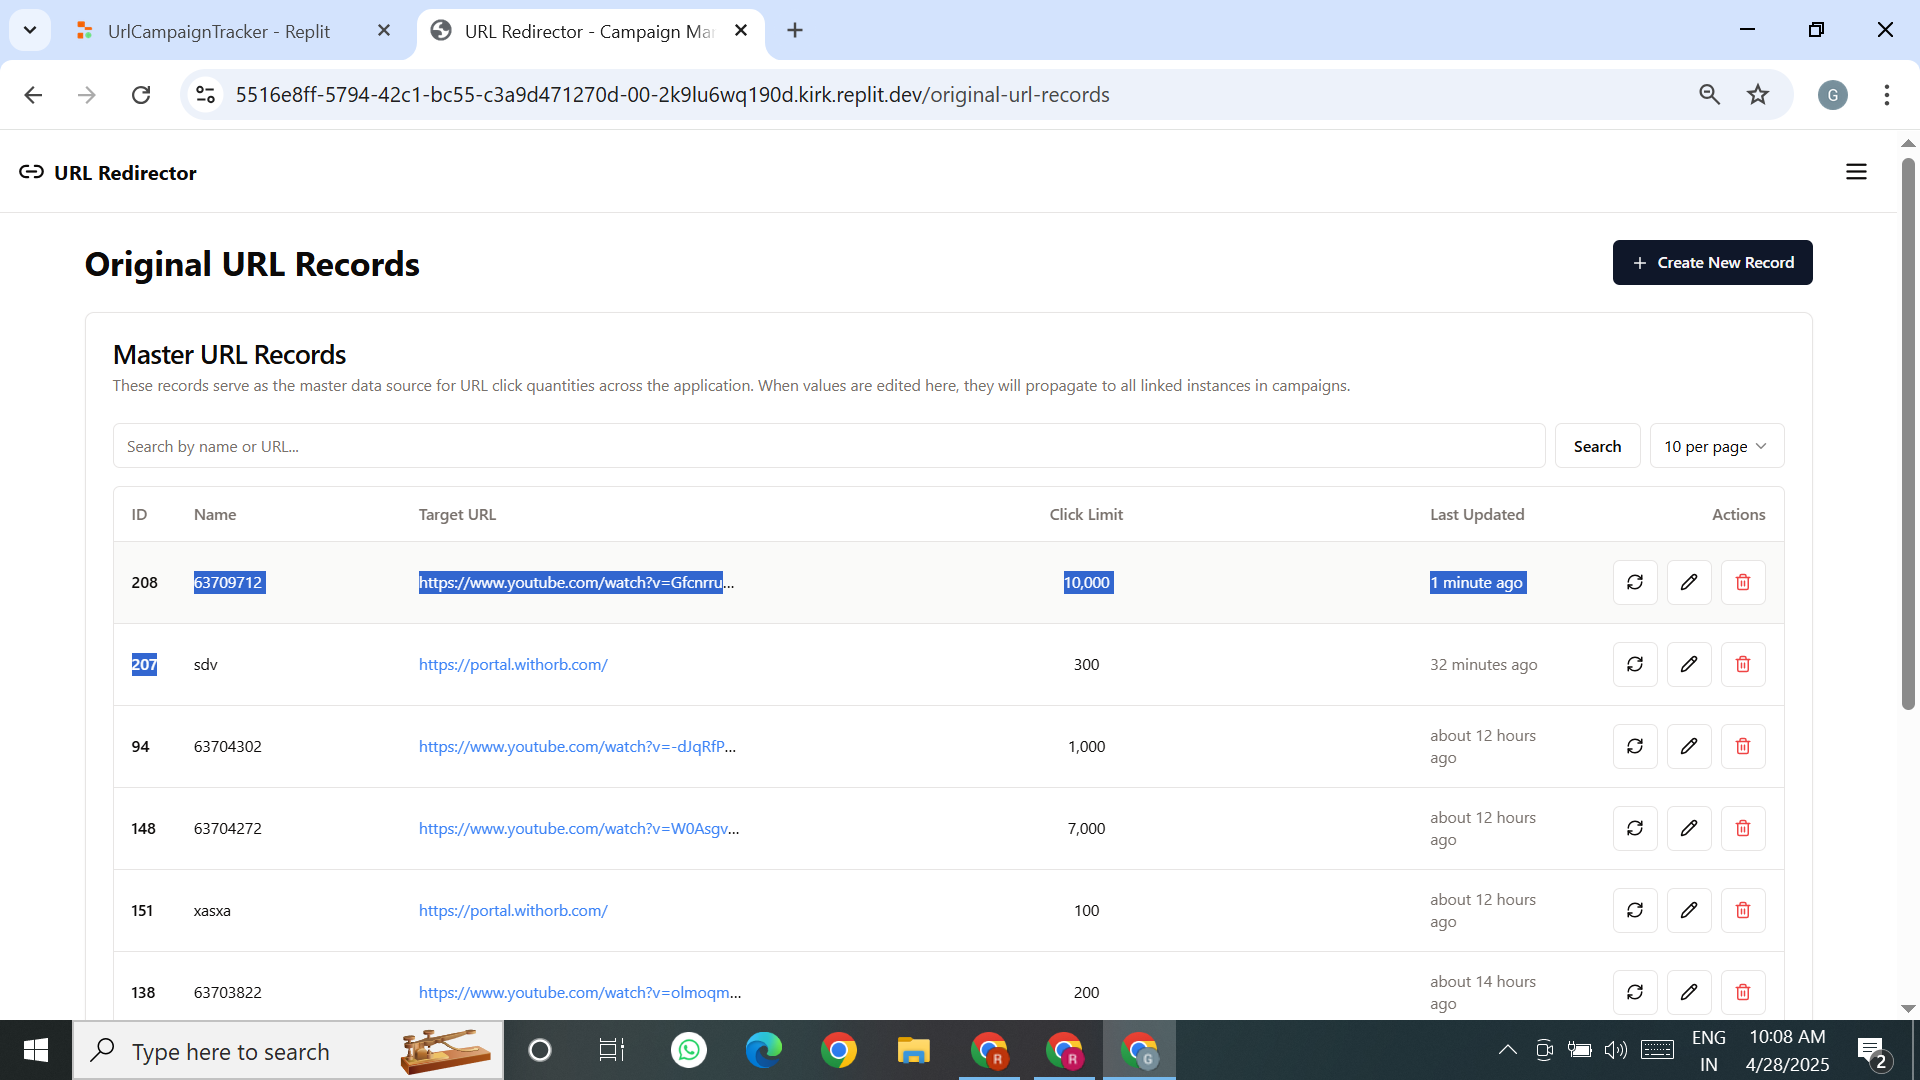 UrlCampaignTracker - Replit
URL Redirector - Campaign Mar
5516e8ff-5794-42c1-bc55-c3a9d471270d-00-2k9lu6wq190d.kirk.replit.dev/original-url-records
G
URL Redirector
Original URL Records
Create New Record
Master URL Records
These records serve as the master data source for URL click quantities across the application. When values are edited here, they will propagate to all linked instances in campaigns.
Search by name or URL...
Search
10 per page
ID Name Target URL Click Limit Last Updated Actions
208 63709712 https://www.youtube.com/watch?v=Gfcnrru... 10,000 1 minute ago
207 sdv https://portal.withorb.com/ 300 32 minutes ago
94 63704302 https://www.youtube.com/watch?v=-dJqRfP... 1,000 about 12 hours ago
148 63704272 https://www.youtube.com/watch?v=W0Asgv... 7,000 about 12 hours ago
151 xasxa https://portal.withorb.com/ 100 about 12 hours ago
138 63703822 https://www.youtube.com/watch?v=olmoqm... 200 about 14 hours ago
Type here to search
R
R
G
ENG
IN
10:08 AM
4/28/2025
2